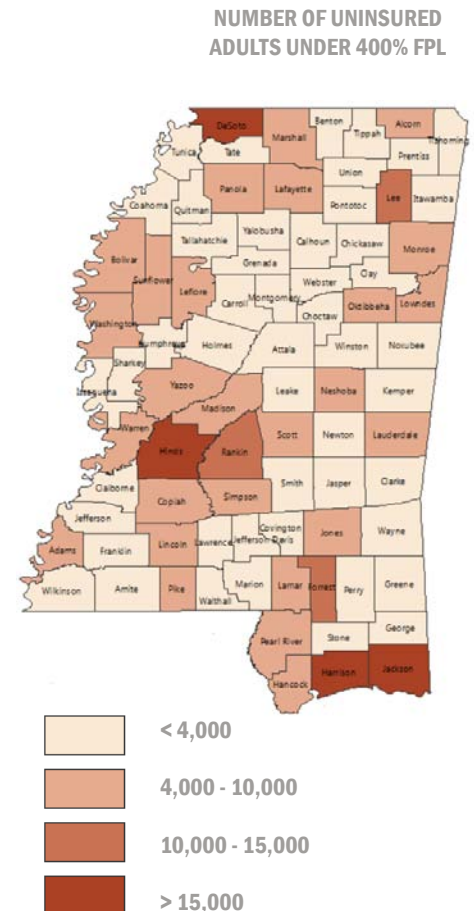 NUMBER OF UNINSURED
ADULTS UNDER 400% FPL
DeSoto
Benton
Alcorn
Marshall
Tippah
Tishomingo
Tunica
Tate
Prentiss
Union
Panola
Lafayette
Lee
Itawamba
Coahoma
Quitman
Pontotoc
Yalobusha
Tallahatchie
Calhoun
Chickasaw
Monroe
Bolivar
Grenada
Clay
Sunflower
Leflore
Webster
Carroll
Montgomery
Oktibbeha
Lowndes
Choctaw
Washington
Humphreys
Holmes
Attala
Winston
Noxubee
Sharkey
Issaquena
Yazoo
Leake
Neshoba
Kemper
Madison
Warren
Hinds
Rankin
Scott
Newton
Lauderdale
Claiborne
Smith
Jasper
Clarke
Copiah
Simpson
Jefferson
Covington
Adams
Franklin
Lincoln
Lawrence
Jefferson Davis
Jones
Wayne
Wilkinson
Amite
Pike
Marion
Lamar
Forrest
Perry
Greene
Walthall
Pearl River
Stone
George
Hancock
Harrison
Jackson
< 4,000
4,000 - 10,000
10,000 - 15,000
> 15,000